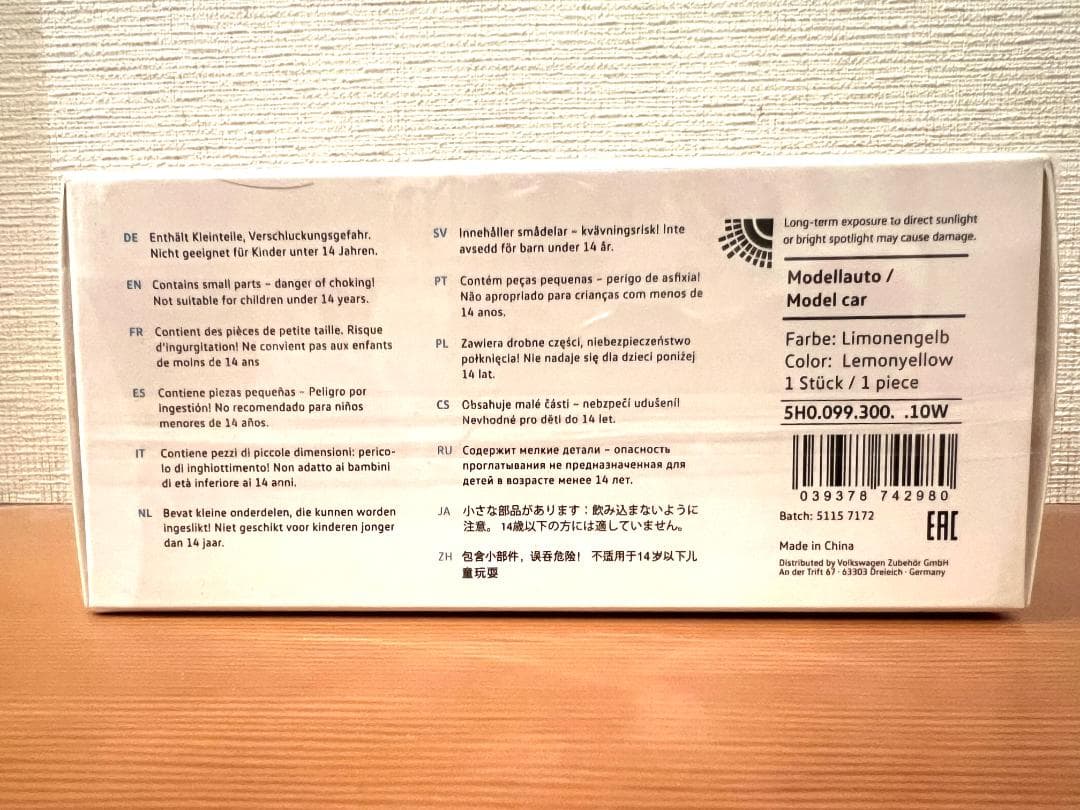 DE Enthält Kleinteile, Verschluckungsgefahr.
Nicht geeignet für Kinder unter 14 Jahren.
EN Contains small parts – danger of choking!
Not suitable for children under 14 years.
FR Contient des pièces de petite taille. Risque
d'ingurgitation! Ne convient pas aux enfants
de moins de 14 ans
ES Contiene piezas pequeñas – Peligro por
ingestión! No recomendado para niños
menores de 14 años.
IT Contiene pezzi di piccole dimensioni: perico-
lo di inghiottimento! Non adatto ai bambini
di età inferiore ai 14 anni.
NL Bevat kleine onderdelen, die kunnen worden
ingeslikt! Niet geschikt voor kinderen jonger
dan 14 jaar.
SV Innehåller smådelar – kvävningsrisk! Inte
avsedd för barn under 14 år.
PT Contém peças pequenas – perigo de asfixia!
Não apropriado para crianças com menos de
14 anos.
PL Zawiera drobne części, niebezpieczeństwo
połknięcia! Nie nadaje się dla dzieci poniżej
14 lat.
CS Obsahuje malé části – nebzpečí udušení!
Nevhodné pro děti do 14 let.
RU Содержит мелкие детали – опасность
проглатывания не предназначенная для
детей в возрасте менее 14 лет.
JA 小さな部品があります：飲み込まないように
注意。 14歳以下の方には適していません。
ZH 包含小部件，误吞危险！ 不适用于14岁以下儿
童玩耍
Long-term exposure to direct sunlight
or bright spotlight may cause damage.
Modellauto /
Model car
Farbe: Limonengelb
Color: Lemonyellow
1 Stück / 1 piece
5H0.099.300. .10W
039378 742980
Batch: 5115 7172
EAC
Made in China
Distributed by Volkswagen Zubehör GmbH
An der Trift 67 · 63303 Dreieich · Germany